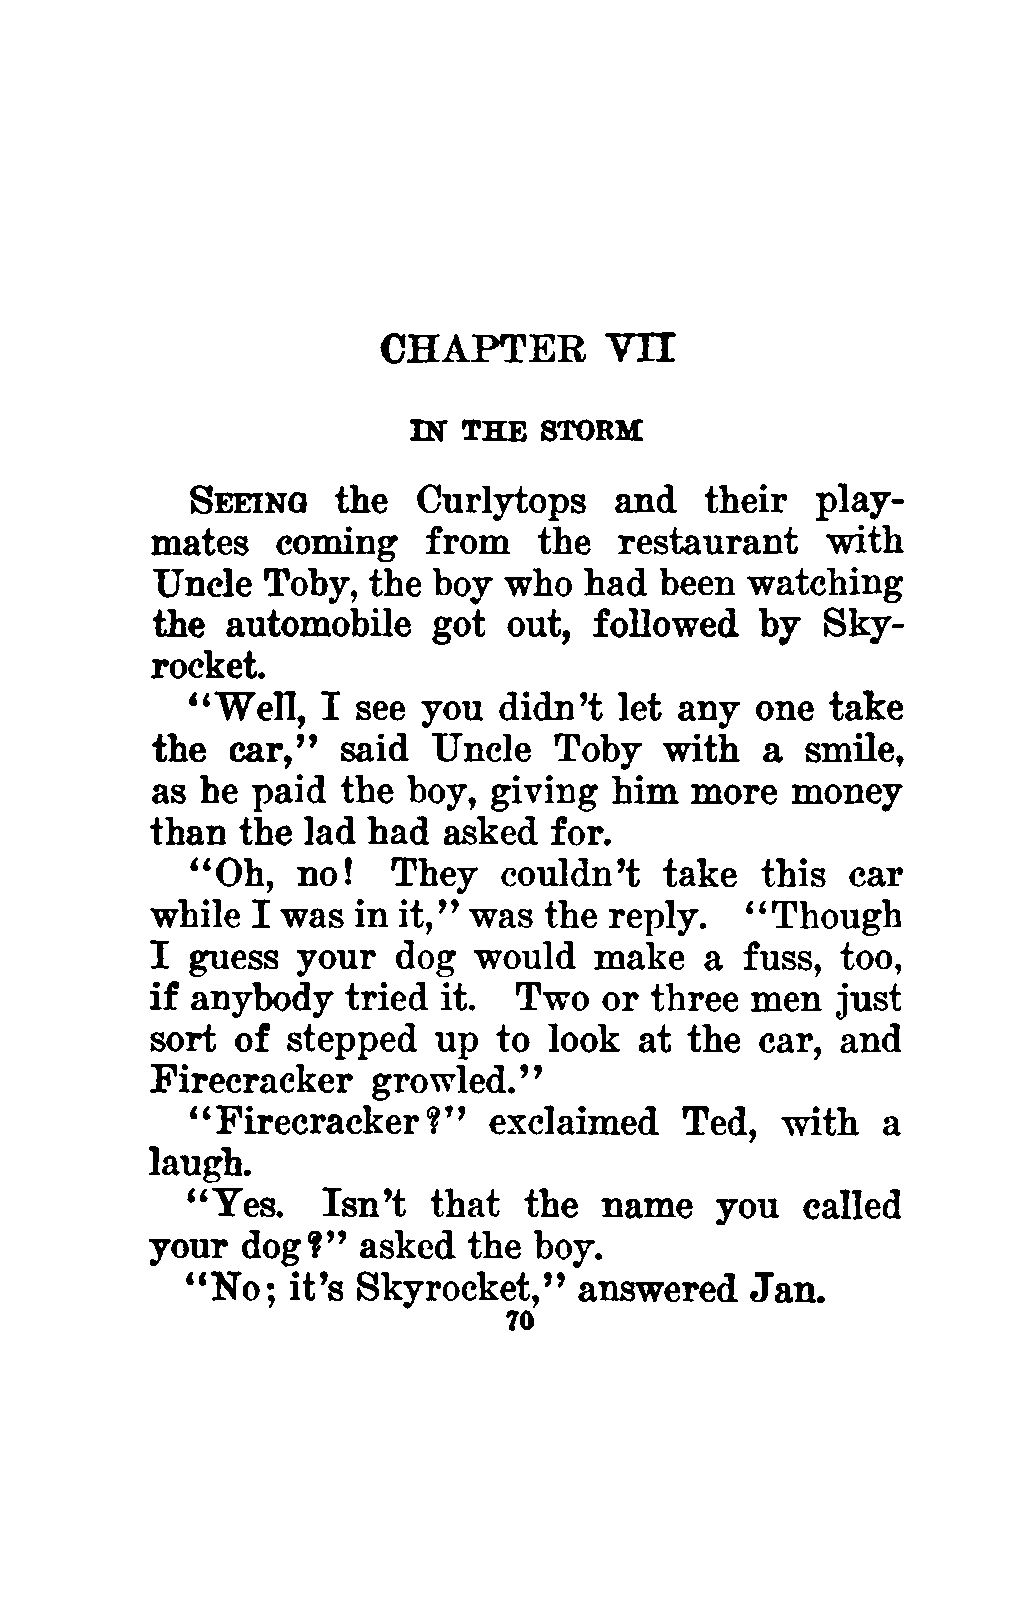 CHAPTER VII
IN THE STORM
SEEING the Curlytops and their play-
mates coming from the restaurant with
Uncle Toby, the boy who had been watching
the automobile got out, followed by Sky-
rocket.
"Well, I see you didn't let any one take
the car," said Uncle Toby with a smile,
as he paid the boy, giving him more money
than the lad had asked for.
"Oh, no! They couldn't take this car
while I was in it," was the reply. "Though
I guess your dog would make a fuss, too,
if anybody tried it. Two or three men just
sort of stepped up to look at the car, and
Firecracker growled."
"Firecracker?" exclaimed Ted, with a
laugh.
"Yes. Isn't that the name you called
your dog?" asked the boy.
"No; it's Skyrocket," answered Jan.
70